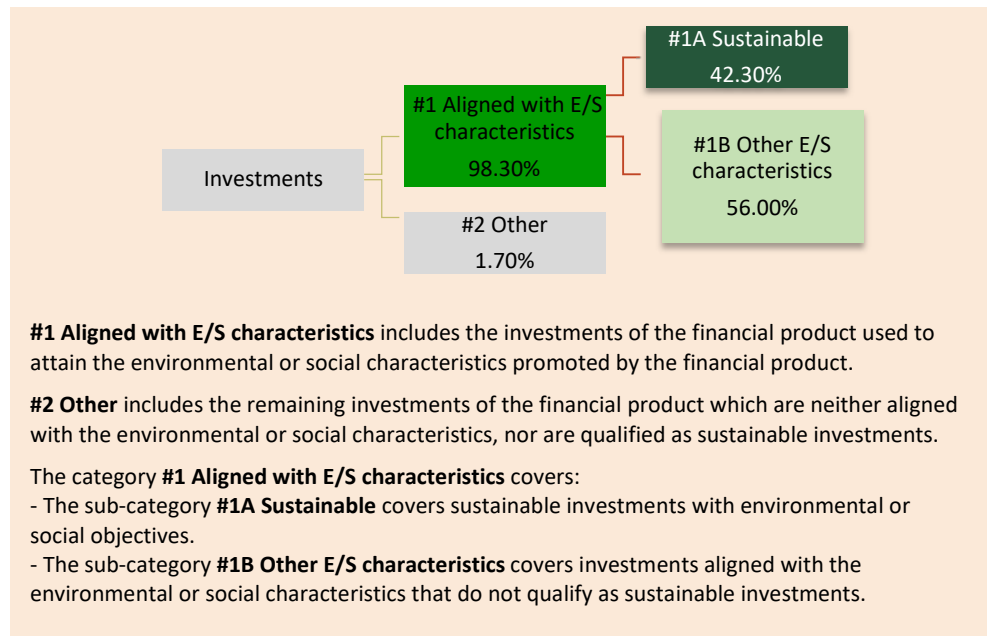 Investments
#1 Aligned with E/S
characteristics
98.30%
#2 Other
1.70%
#1A Sustainable
42.30%
#1B Other E/S
characteristics
56.00%
#1 Aligned with E/S characteristics includes the investments of the financial product used to
attain the environmental or social characteristics promoted by the financial product.
#2 Other includes the remaining investments of the financial product which are neither aligned
with the environmental or social characteristics, nor are qualified as sustainable investments.
The category #1 Aligned with E/S characteristics covers:
- The sub-category #1A Sustainable covers sustainable investments with environmental or
social objectives.
- The sub-category #1B Other E/S characteristics covers investments aligned with the
environmental or social characteristics that do not qualify as sustainable investments.